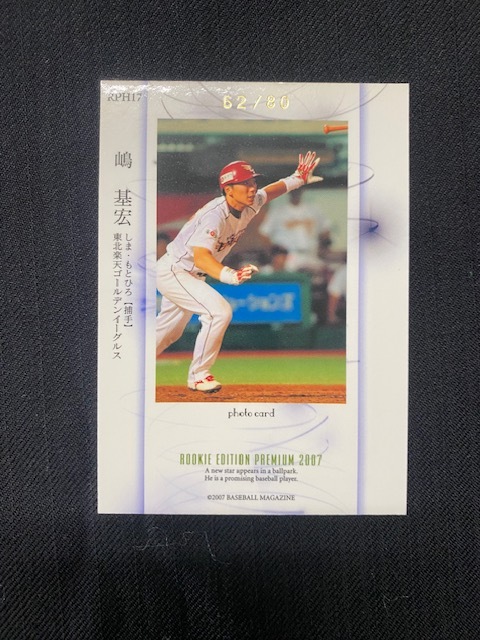 RPH17
62/80
嶋 基宏
しま・もとひろ【捕手】
東北楽天ゴールデンイーグルス
photo card
ROOKIE EDITION PREMIUM 2007
A new star appears in a ballpark.
He is a promising baseball player.
©2007 BASEBALL MAGAZINE